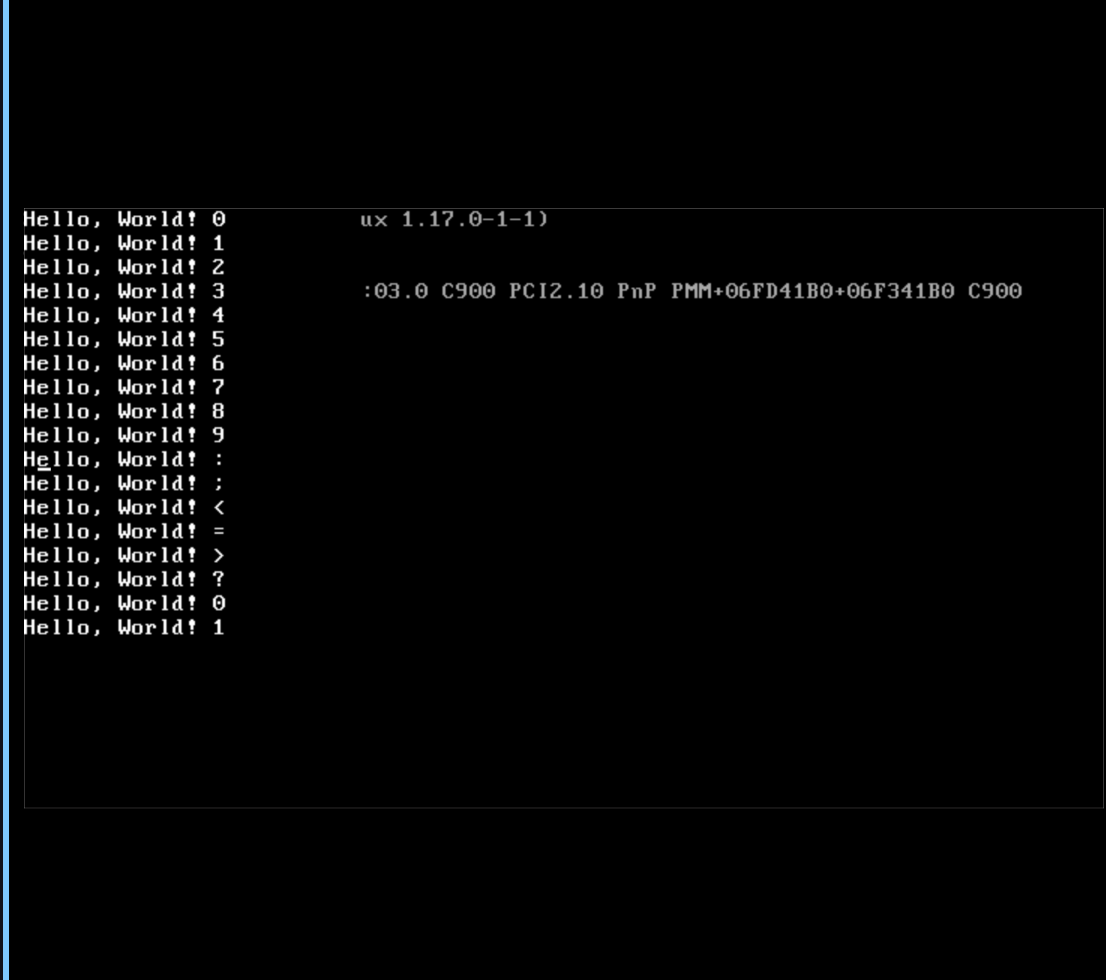 Hello, World! 0          ux 1.17.0-1-1)
Hello, World! 1
Hello, World! 2
Hello, World! 3          :03.0 C900 PCI2.10 PnP PMM+06FD41B0+06F341B0 C900
Hello, World! 4
Hello, World! 5
Hello, World! 6
Hello, World! 7
Hello, World! 8
Hello, World! 9
Hello, World! :
Hello, World! ;
Hello, World! <
Hello, World! =
Hello, World! >
Hello, World! ?
Hello, World! 0
Hello, World! 1